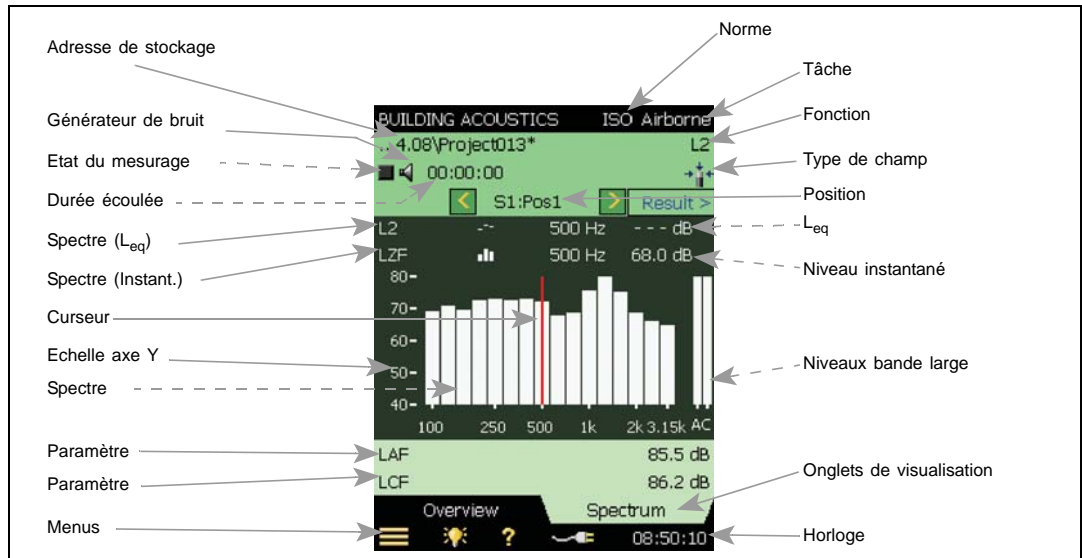 Adresse de stockage
Générateur de bruit
Etat du mesurage
Durée écoulée
Spectre (Leq)
Spectre (Instant.)
Curseur
Echelle axe Y
Spectre
Paramètre
Paramètre
Menus
BUILDING ACOUSTICS ISO Airborne
.. 4.08\Project013* L2
00:00:00
< S1:Pos1 > Result >
L2 500 Hz - - - dB
LZF 500 Hz 68.0 dB
80
70
60
50
40
100 250 500 1k 2k 3.15k AC
LAF 85.5 dB
LCF 86.2 dB
Overview Spectrum
? 08:50:10
Norme
Tâche
Fonction
Type de champ
Position
Leq
Niveau instantané
Niveaux bande large
Onglets de visualisation
Horloge